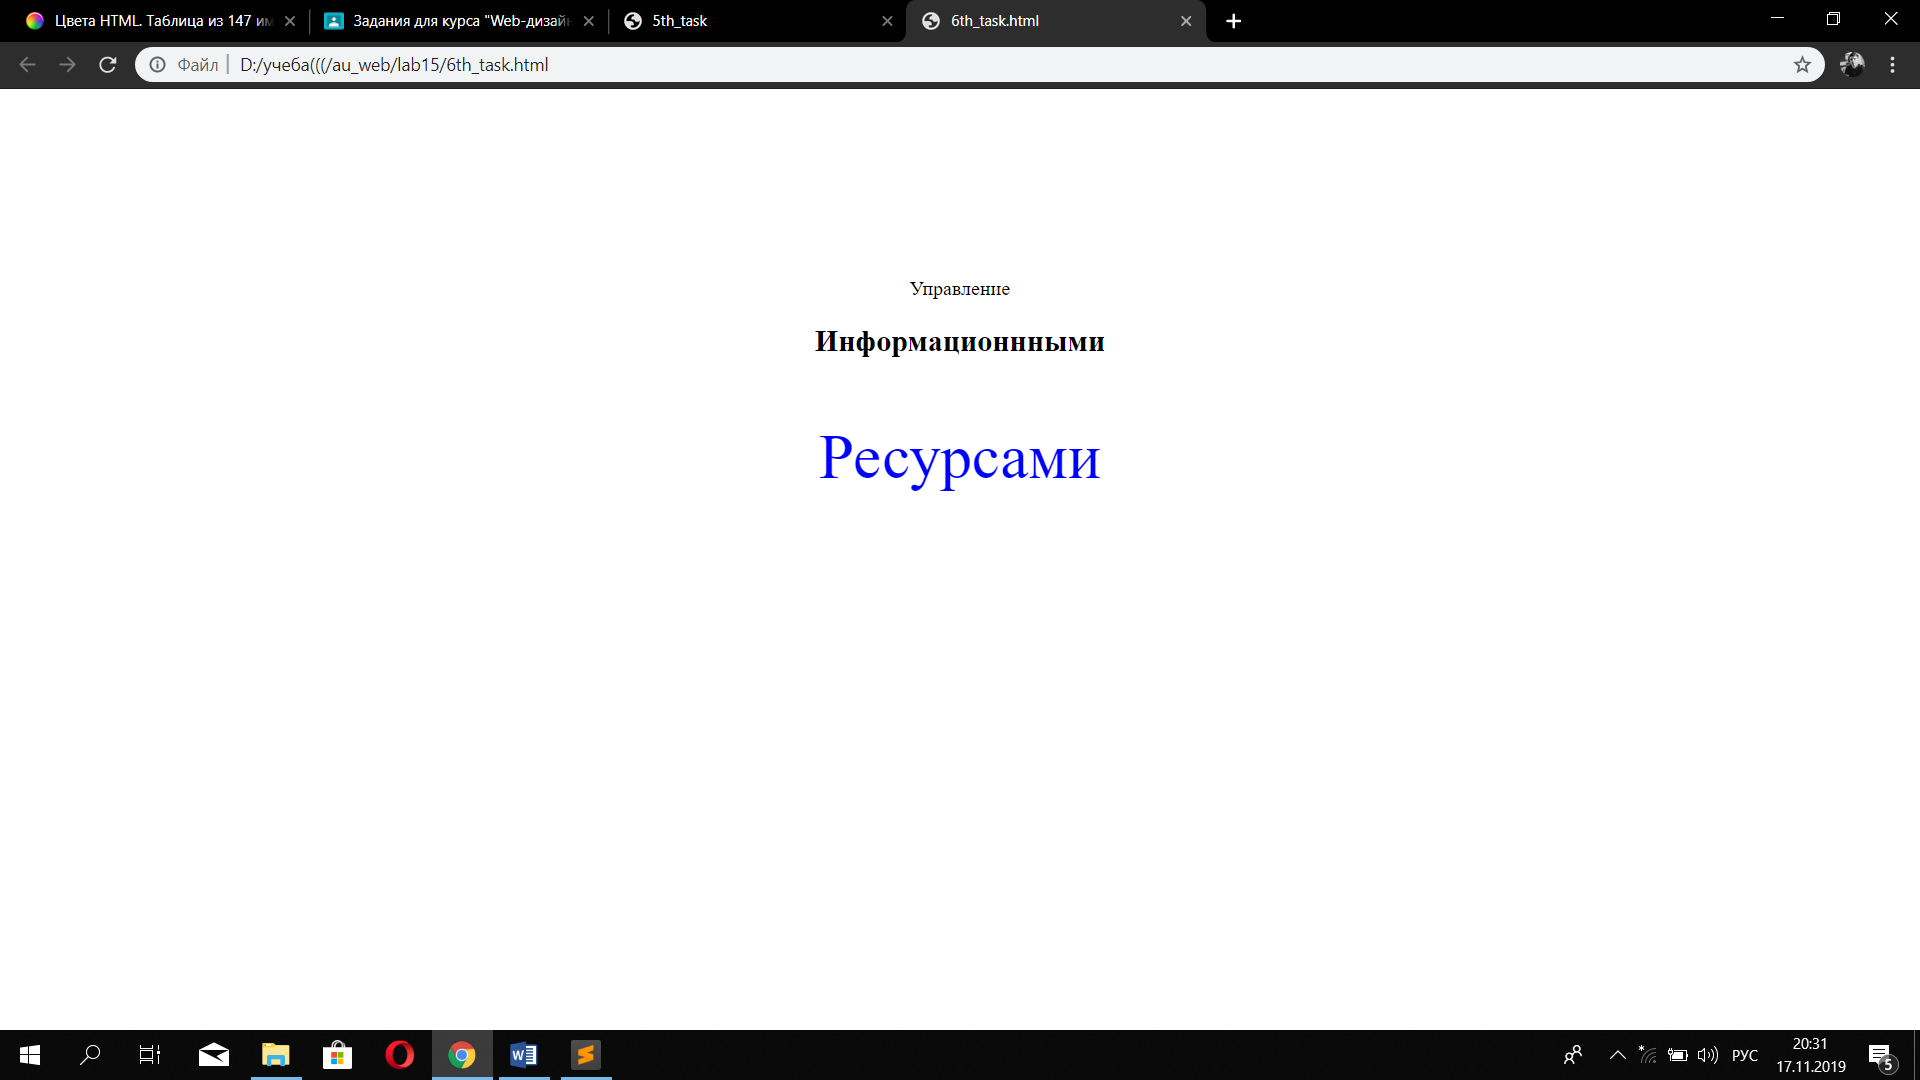 Цвета HTML. Таблица из 147 им
Задания для курса "Web-дизайн
5th_task
6th_task.html
Файл | D:/учеба(((/au_web/lab15/6th_task.html
Управление
Информационнными
Ресурсами
РУС
20:31
17.11.2019
5